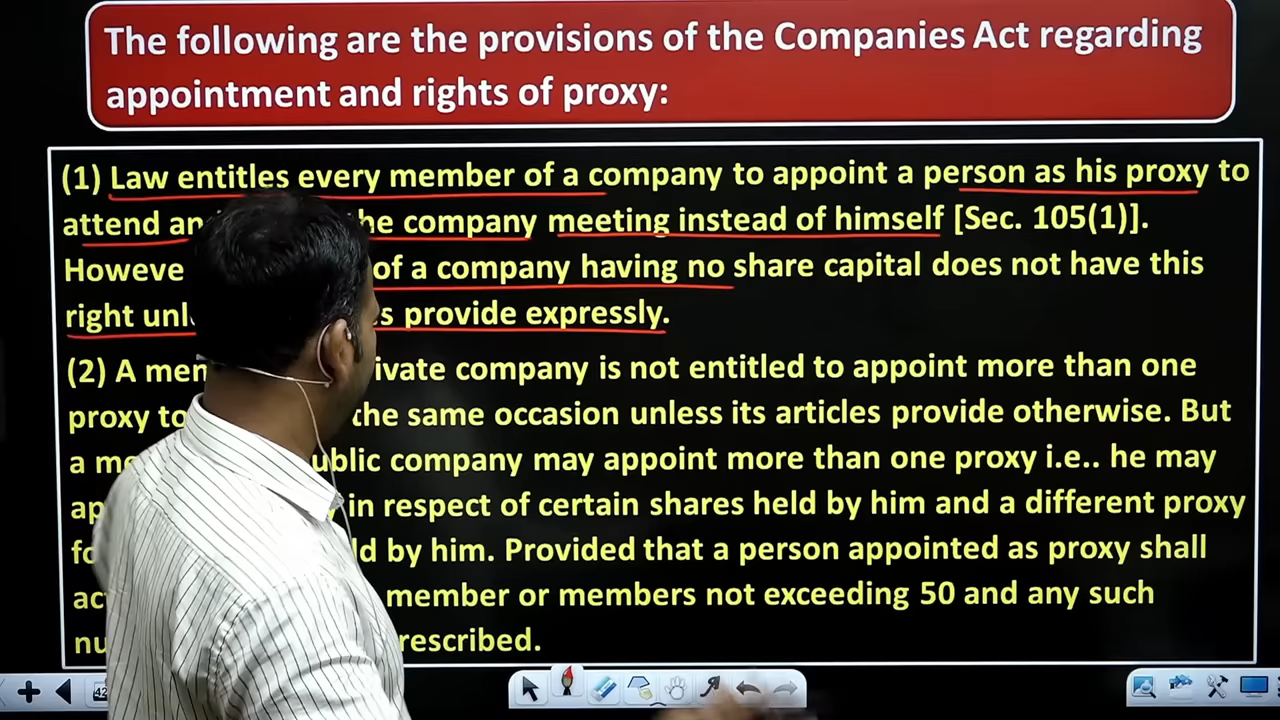 The following are the provisions of the Companies Act regarding
appointment and rights of proxy:
(1) Law entitles every member of a company to appoint a person as his proxy to
attend he company meeting instead of himself [Sec. 105(1)].
Howeve of a company having no share capital does not have this
right unl s provide expressly.
(2) A mem ivate company is not entitled to appoint more than one
proxy to the same occasion unless its articles provide otherwise. But
a me ublic company may appoint more than one proxy i.e.. he may
ap in respect of certain shares held by him and a different proxy
fo ld by him. Provided that a person appointed as proxy shall
ac member or members not exceeding 50 and any such
nu rescribed.